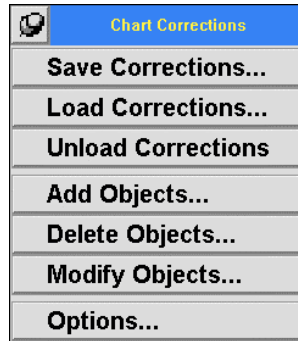 Chart Corrections
Save Corrections...
Load Corrections...
Unload Corrections
Add Objects...
Delete Objects...
Modify Objects...
Options...